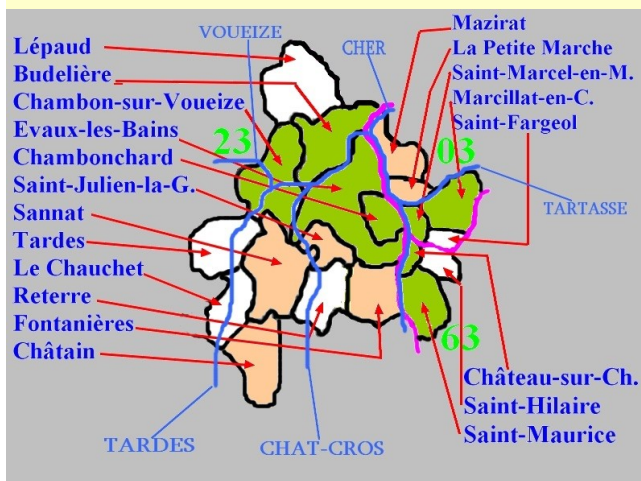 Lépaud
Budelière
Chambon-sur-Voueize
Evaux-les-Bains
Chambonchard
Saint-Julien-la-G.
Sannat
Tardes
Le Chauchet
Reterre
Fontanières
Châtain
VOUEIZE
CHER
23
03
63
TARTASSE
TARDES
CHAT-CROS
Mazirat
La Petite Marche
Saint-Marcel-en-M.
Marcillat-en-C.
Saint-Fargeol
Château-sur-Ch.
Saint-Hilaire
Saint-Maurice